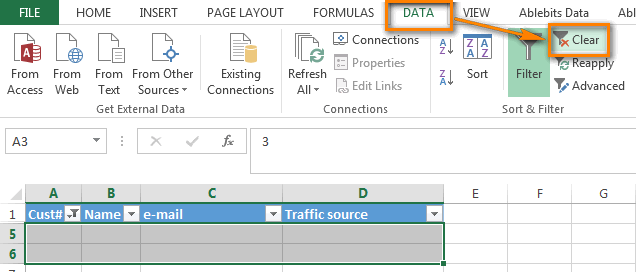 FILE HOME INSERT PAGE LAYOUT FORMULAS DATA VIEW Ablebits Data
From Access From Web From Text From Other Sources Existing Connections Refresh All Connections Properties Edit Links Sort Filter Clear Reapply Advanced
Get External Data Connections Sort & Filter
A3 fx 3
A B C D E F G
1 Cust# Name e-mail Traffic source
5
6